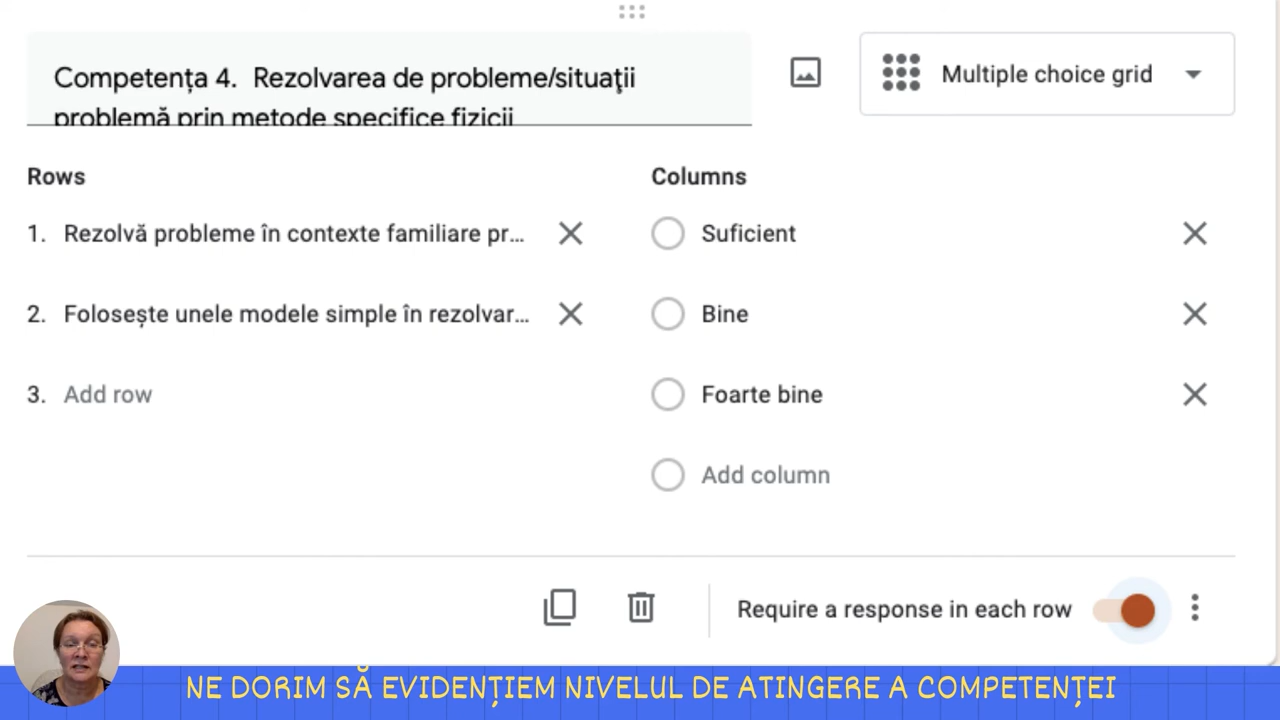 Competența 4. Rezolvarea de probleme/situaţii
problemă prin metode specifice fizicii
Multiple choice grid
Rows
Columns
1. Rezolvă probleme în contexte familiare pr...
Suficient
2. Folosește unele modele simple în rezolvar...
Bine
3. Add row
Foarte bine
Add column
Require a response in each row
NE DORIM SĂ EVIDENȚIEM NIVELUL DE ATINGERE A COMPETENȚEI